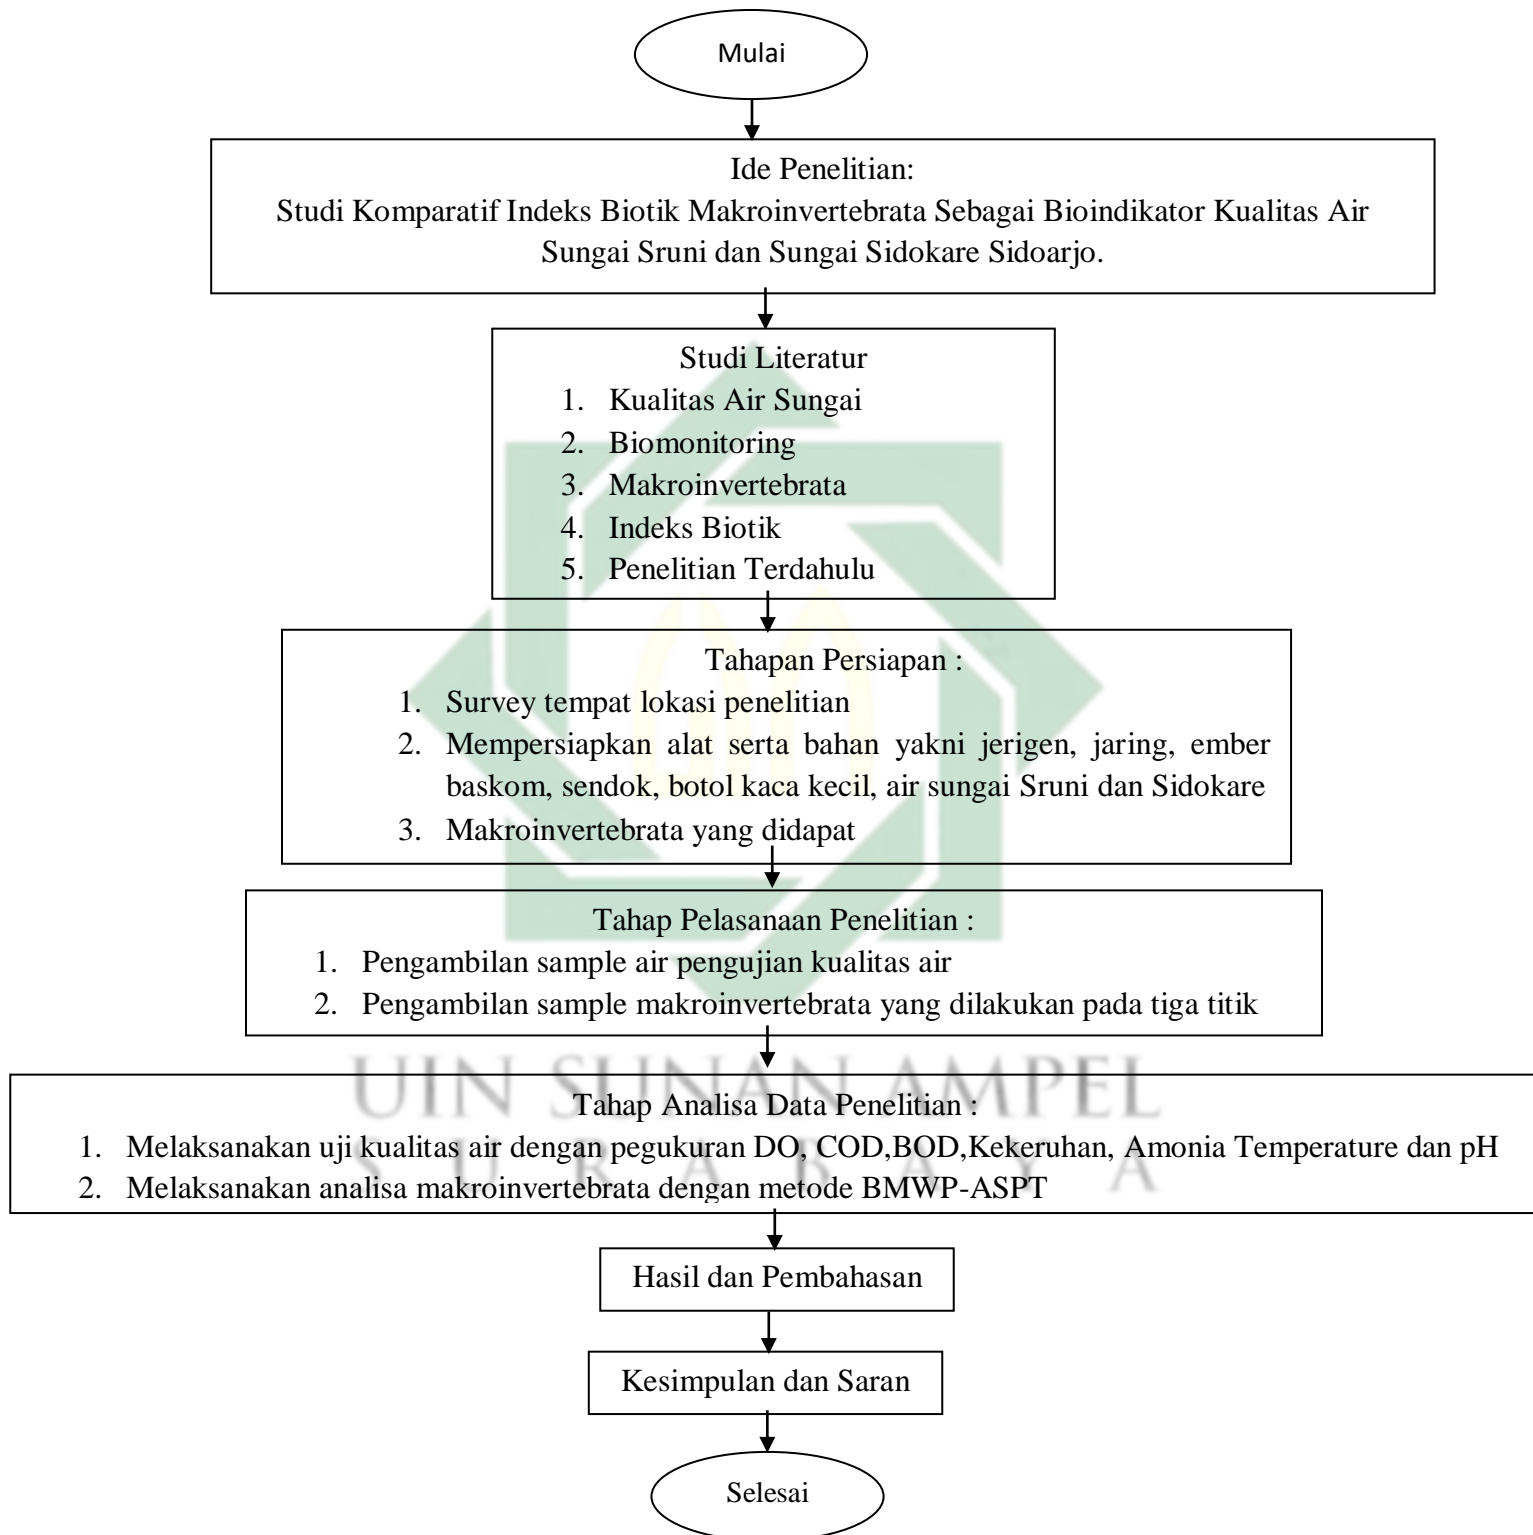 Mulai
Ide Penelitian:
Studi Komparatif Indeks Biotik Makroinvertebrata Sebagai Bioindikator Kualitas Air
Sungai Sruni dan Sungai Sidokare Sidoarjo.
Studi Literatur
1. Kualitas Air Sungai
2. Biomonitoring
3. Makroinvertebrata
4. Indeks Biotik
5. Penelitian Terdahulu
Tahapan Persiapan :
1. Survey tempat lokasi penelitian
2. Mempersiapkan alat serta bahan yakni jerigen, jaring, ember
baskom, sendok, botol kaca kecil, air sungai Sruni dan Sidokare
3. Makroinvertebrata yang didapat
Tahap Pelasanaan Penelitian :
1. Pengambilan sample air pengujian kualitas air
2. Pengambilan sample makroinvertebrata yang dilakukan pada tiga titik
UIN SUNAN AMPEL
SURABAYA
Tahap Analisa Data Penelitian :
1. Melaksanakan uji kualitas air dengan pegukuran DO, COD,BOD,Kekeruhan, Amonia Temperature dan pH
2. Melaksanakan analisa makroinvertebrata dengan metode BMWP-ASPT
Hasil dan Pembahasan
Kesimpulan dan Saran
Selesai